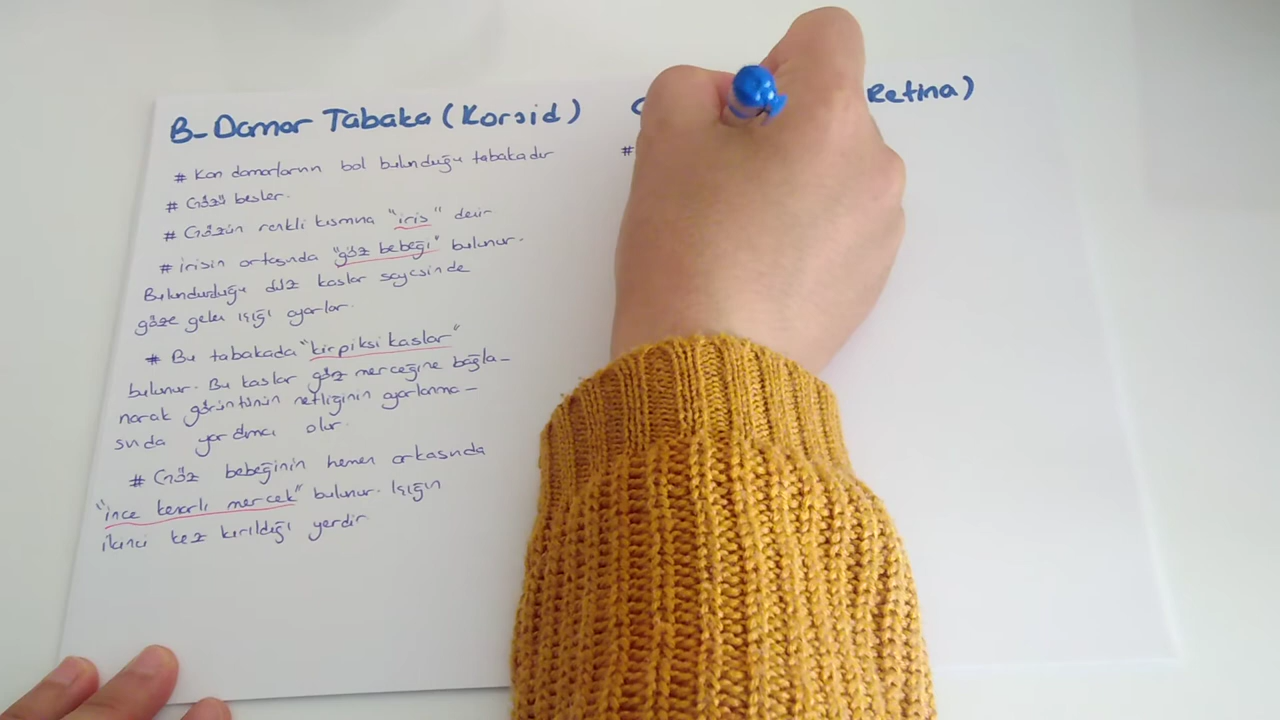 B- Damar Tabaka (Koroid)
# Kan damarlarının bol bulunduğu tabakadır
# Gözü besler.
# Gözün renkli kısmına "iris" denir
# irisin ortasında "göz bebeği" bulunur.
Bulundurduğu düz kaslar sayesinde
göze gelen ışığı ayarlar.
# Bu tabakada "kirpiksi kaslar"
bulunur. Bu kaslar göz merceğine bağla-
narak görüntünün netliğinin ayarlanma-
sında yardımcı olur.
# Göz bebeğinin hemen arkasında
"ince kenarlı mercek" bulunur. Işığın
ikinci kez kırıldığı yerdir
Retina)
#